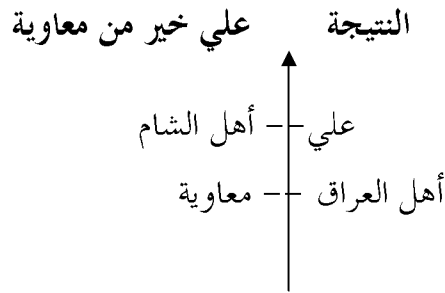 النتيجة علي خير من معاوية
علي -- أهل الشام
أهل العراق -- معاوية